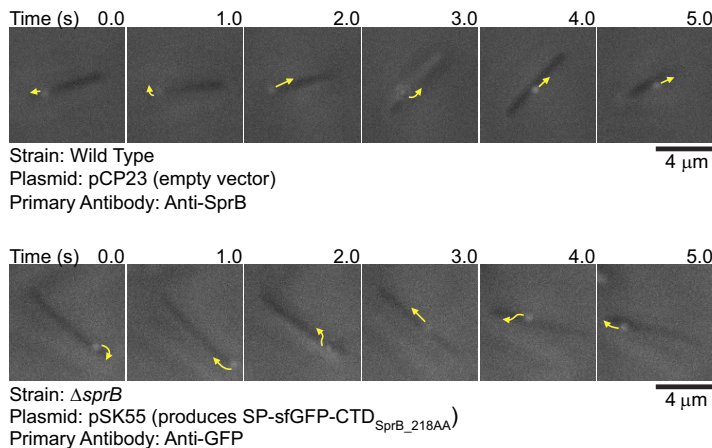 Time (s) 0.0 1.0 2.0 3.0 4.0 5.0
Strain: Wild Type
Plasmid: pCP23 (empty vector)
Primary Antibody: Anti-SprB
4 μm
Time (s) 0.0 1.0 2.0 3.0 4.0 5.0
Strain: ΔsprB
Plasmid: pSK55 (produces SP-sfGFP-CTDSprB_218AA)
Primary Antibody: Anti-GFP
4 μm